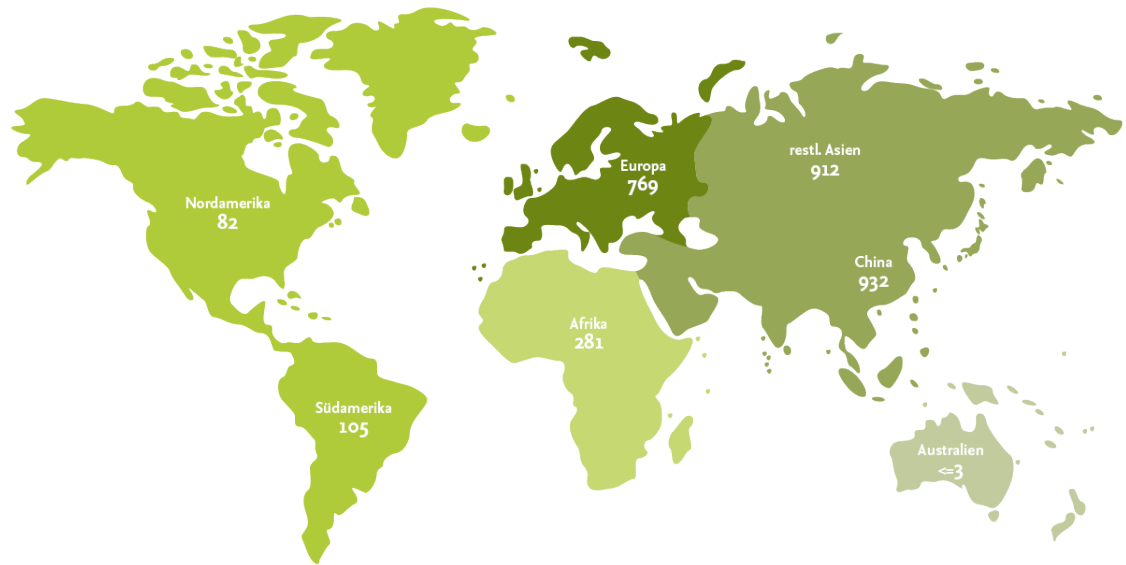 restl. Asien
912
Europa
769
Nordamerika
82
China
932
Afrika
281
Südamerika
105
Australien
<=3